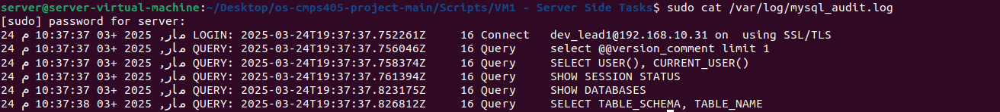 server@server-virtual-machine:~/Desktop/os-cmps405-project-main/Scripts/VM1 - Server Side Tasks$ sudo cat /var/log/mysql_audit.log
[sudo] password for server:
24 مار, 2025 +03 10:37:37 م LOGIN: 2025-03-24T19:37:37.752261Z 16 Connect dev_lead1@192.168.10.31 on using SSL/TLS
24 مار, 2025 +03 10:37:37 م QUERY: 2025-03-24T19:37:37.756046Z 16 Query select @@version_comment limit 1
24 مار, 2025 +03 10:37:37 م QUERY: 2025-03-24T19:37:37.758374Z 16 Query SELECT USER(), CURRENT_USER()
24 مار, 2025 +03 10:37:37 م QUERY: 2025-03-24T19:37:37.761394Z 16 Query SHOW SESSION STATUS
24 مار, 2025 +03 10:37:37 م QUERY: 2025-03-24T19:37:37.823175Z 16 Query SHOW DATABASES
24 مار, 2025 +03 10:37:38 م QUERY: 2025-03-24T19:37:37.826812Z 16 Query SELECT TABLE_SCHEMA, TABLE_NAME